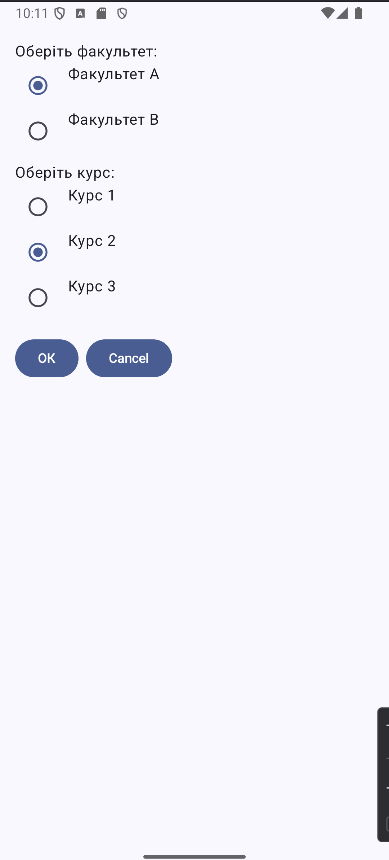 10:11
Оберіть факультет:
Факультет A
Факультет B
Оберіть курс:
Курс 1
Курс 2
Курс 3
OK Cancel